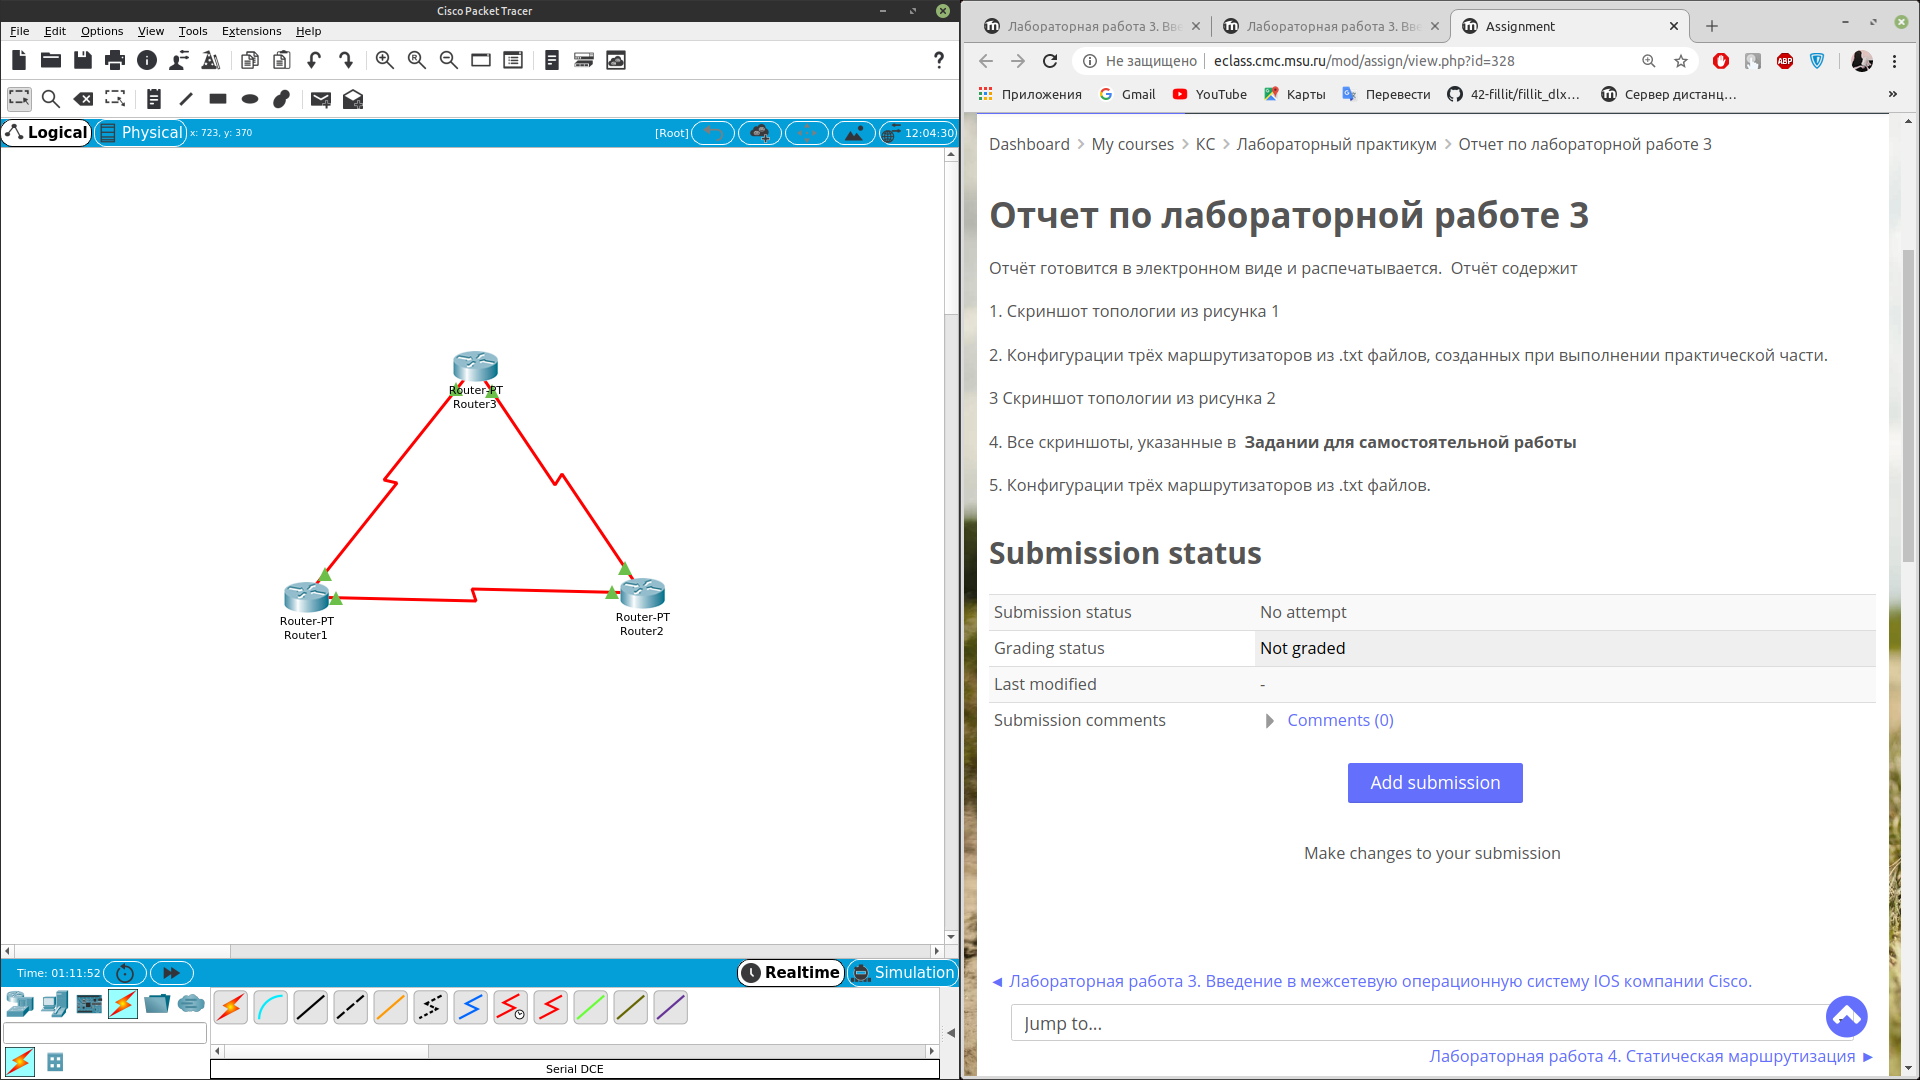 Cisco Packet Tracer
File Edit Options View Tools Extensions Help
?
Logical Physical x: 723, y: 370 [Root] 12:04:30
Router-PT
Router3
Router-PT
Router1
Router-PT
Router2
Time: 01:11:52 Realtime Simulation
Serial DCE
Лабораторная работа 3. Вве Лабораторная работа 3. Вве Assignment
Не защищено eclass.cmc.msu.ru/mod/assign/view.php?id=328 ABP
Приложения Gmail YouTube Карты Перевести 42-fillit/fillit_dlx… Сервер дистанц… »
Dashboard My courses КС Лабораторный практикум Отчет по лабораторной работе 3
Отчет по лабораторной работе 3
Отчёт готовится в электронном виде и распечатывается. Отчёт содержит
1. Скриншот топологии из рисунка 1
2. Конфигурации трёх маршрутизаторов из .txt файлов, созданных при выполнении практической части.
3 Скриншот топологии из рисунка 2
4. Все скриншоты, указанные в Задании для самостоятельной работы
5. Конфигурации трёх маршрутизаторов из .txt файлов.
Submission status
Submission status No attempt
Grading status Not graded
Last modified -
Submission comments Comments (0)
Add submission
Make changes to your submission
◄ Лабораторная работа 3. Введение в межсетевую операционную систему IOS компании Cisco.
Jump to...
Лабораторная работа 4. Статическая маршрутизация ►